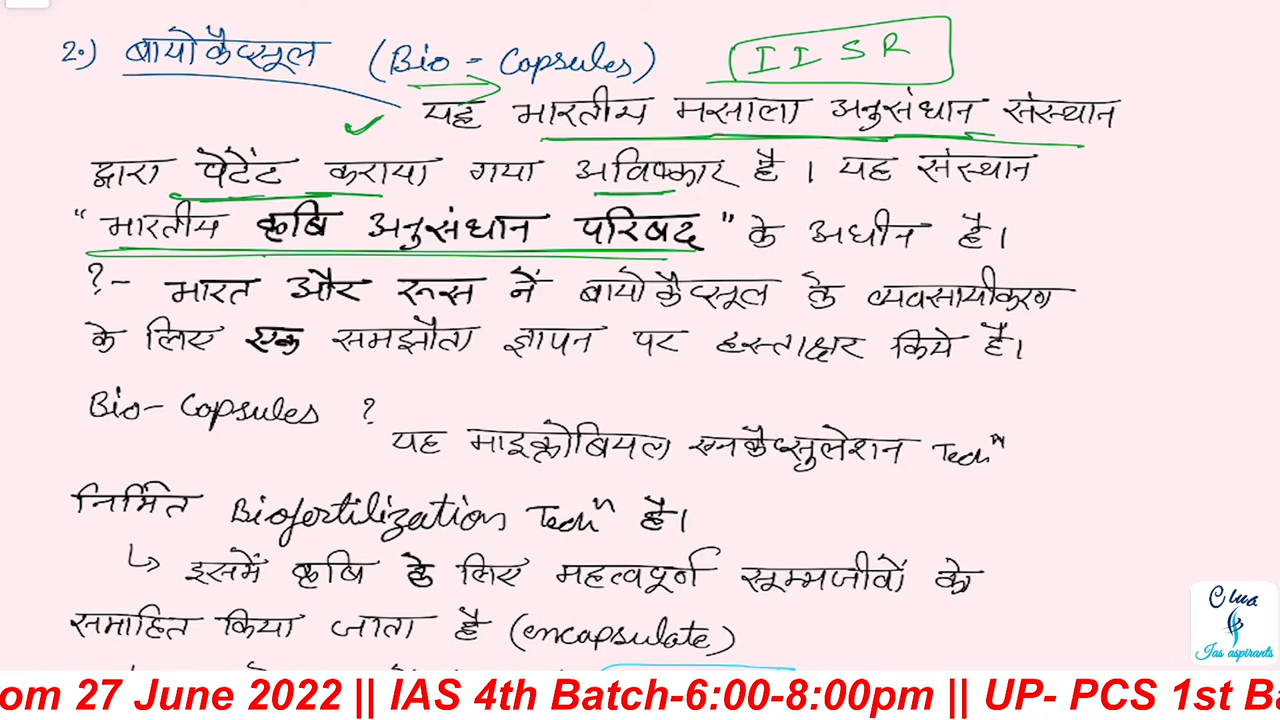 2.) बायोकैप्सूल (Bio - Capsules) IISR
यह भारतीय मसाला अनुसंधान संस्थान
द्वारा पेटेंट कराया गया अविष्कार है । यह संस्थान
"भारतीय कृषि अनुसंधान परिषद" के अधीन है।
?- भारत और रूस नें बायोकैप्सूल के व्यवसायीकरण
के लिए एक समझौता ज्ञापन पर हस्ताक्षर किये है।
Bio-Capsules ?
यह माइक्रोबियल एनकैप्सुलेशन Techⁿ
निर्मित Biofertilization Techⁿ है।
↳ इसमें कृषि के लिए महत्वपूर्ण सूक्ष्मजीवों को
समाहित किया जाता है (encapsulate)
Clua
Ias aspirants
om 27 June 2022 || IAS 4th Batch-6:00-8:00pm || UP- PCS 1st Ba